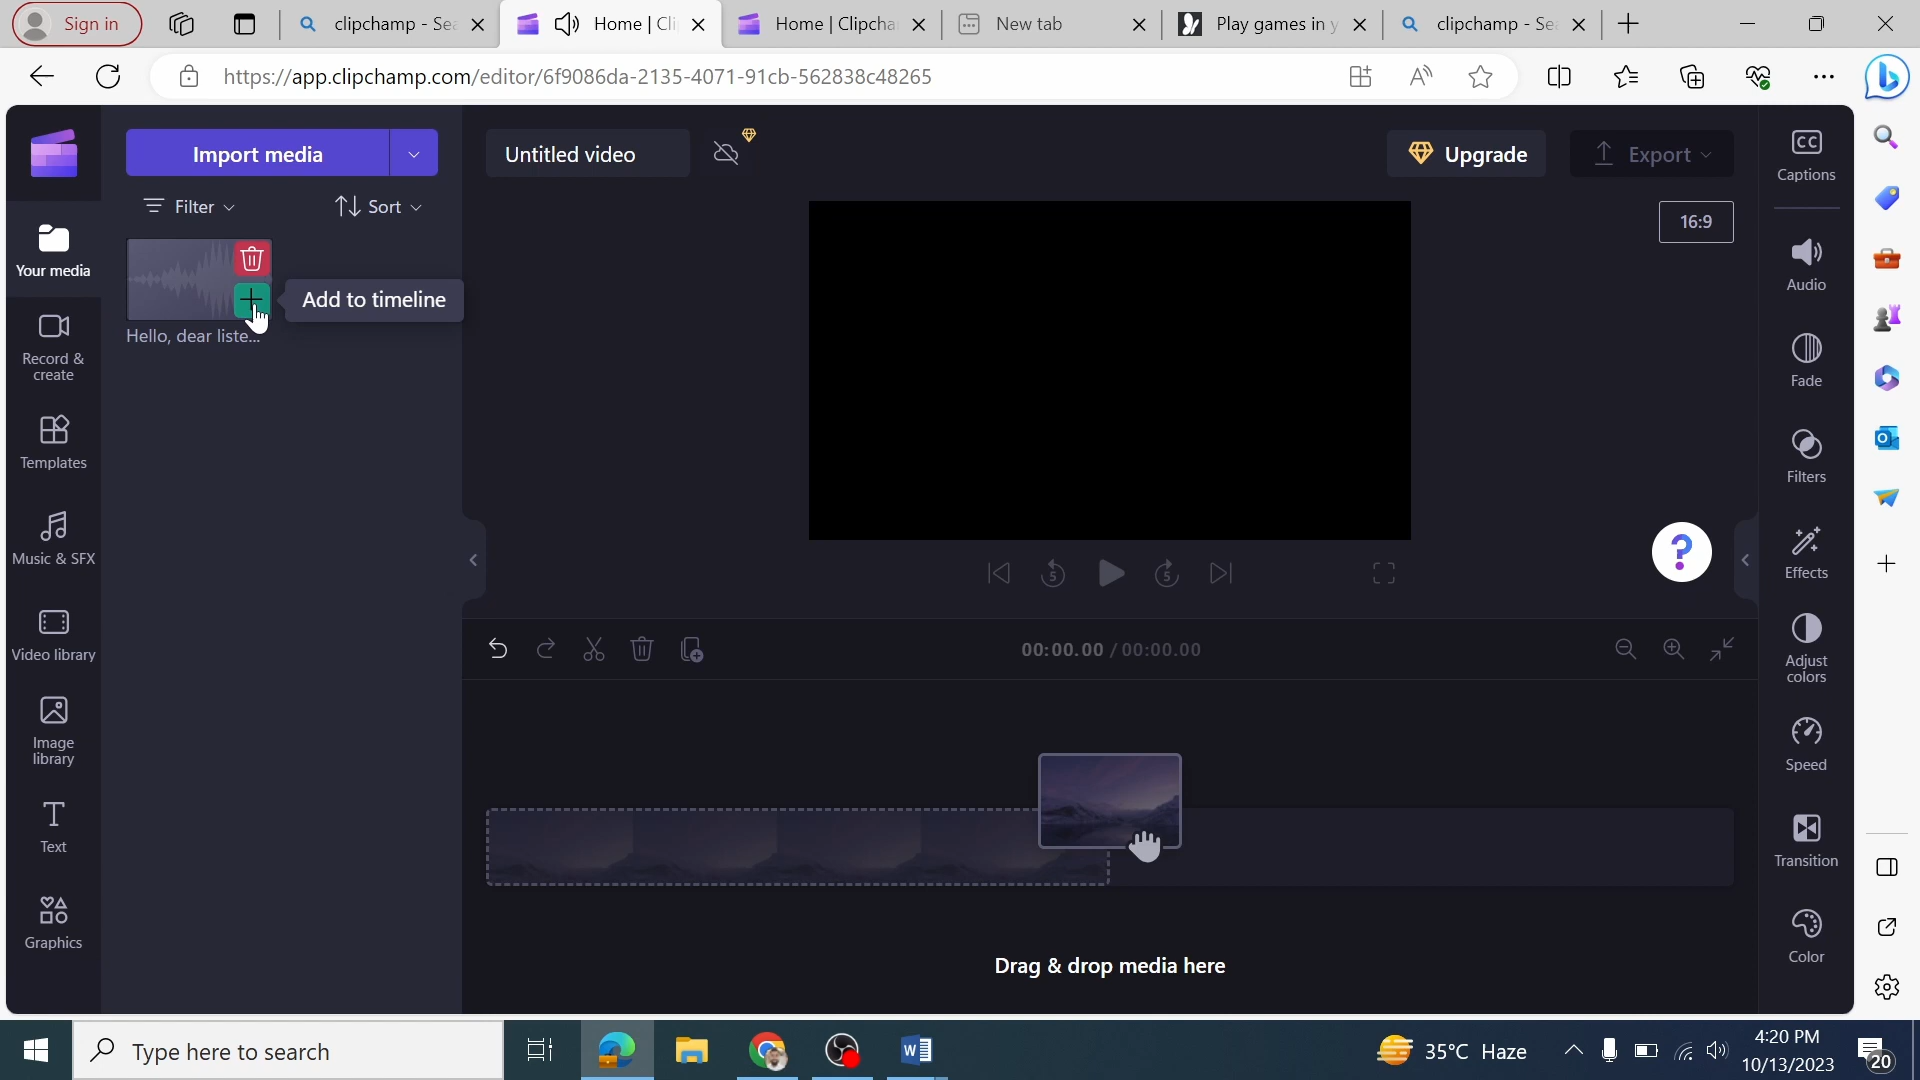 Sign in
clipchamp - Sea
Home | Cli
Home | Clipcha
New tab
Play games in y
clipchamp - Se
https://app.clipchamp.com/editor/6f9086da-2135-4071-91cb-562838c48265
Import media
Untitled video
Upgrade
Export
CC
Captions
Filter
Sort
16:9
Your media
Add to timeline
Hello, dear liste...
Audio
Record &
create
Fade
Templates
Filters
Music & SFX
5
5
?
Effects
Video library
00:00.00 / 00:00.00
Adjust
colors
Image
library
Speed
Text
Transition
Graphics
Color
Drag & drop media here
Type here to search
35°C Haze
4:20 PM
10/13/2023
20